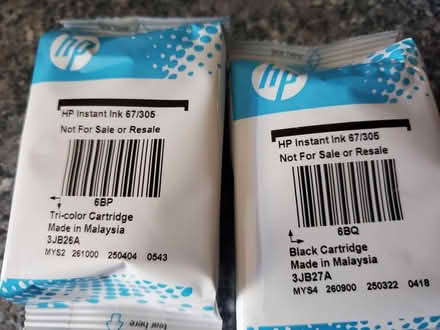 hp
HP Instant Ink 67/305
Not For Sale or Resale
6BP
Tri-color Cartridge
Made in Malaysia
3JB26A
MYS2 261000 250404 0543
tear here
hp
HP Instant Ink 67/305
Not For Sale or Resale
6BQ
Black Cartridge
Made in Malaysia
3JB27A
MYS4 260900 250322 0418